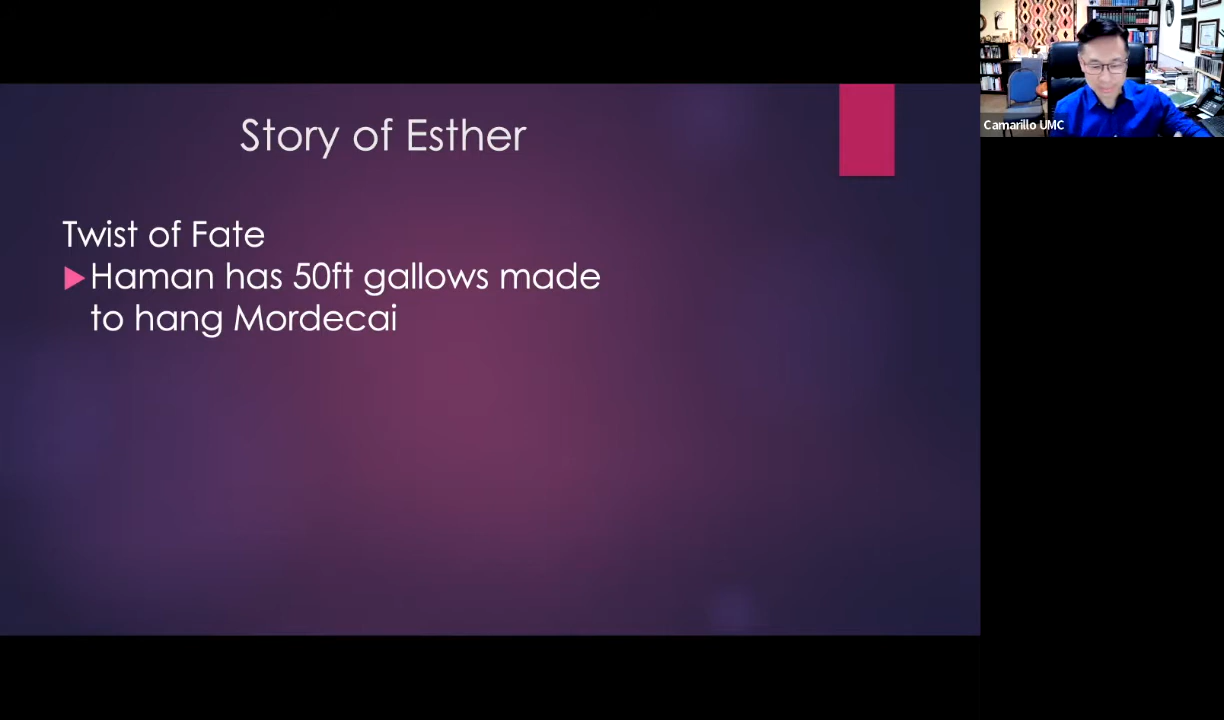 Story of Esther
Camarillo UMC
Twist of Fate
Haman has 50ft gallows made
to hang Mordecai